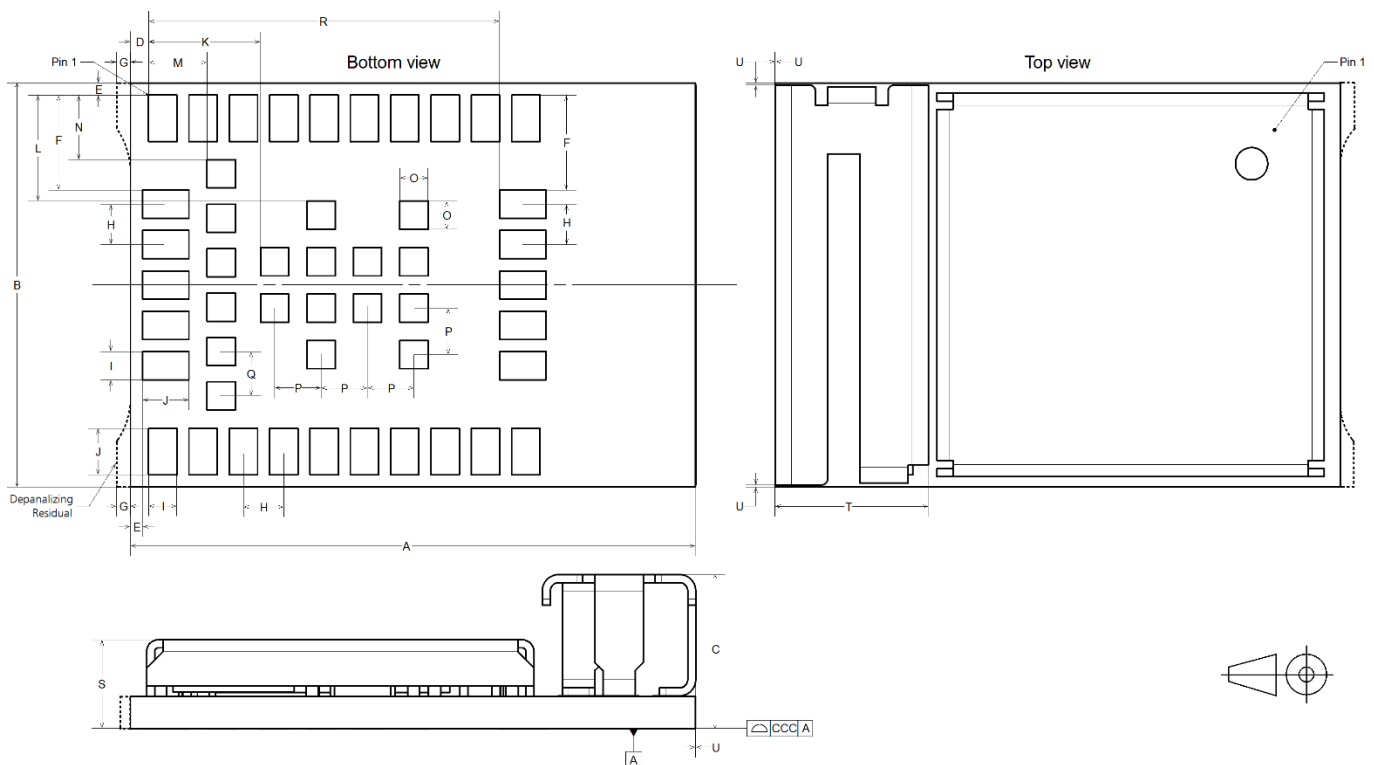 R
D
K
Pin 1
G
M
Bottom view
E
N
F
L
F
O
O
H
H
B
P
I
Q
P
P
P
J
J
Depanalizing
Residual
G
I
H
E
A
U
U
Top view
Pin 1
U
T
S
C
CCC
A
U
A